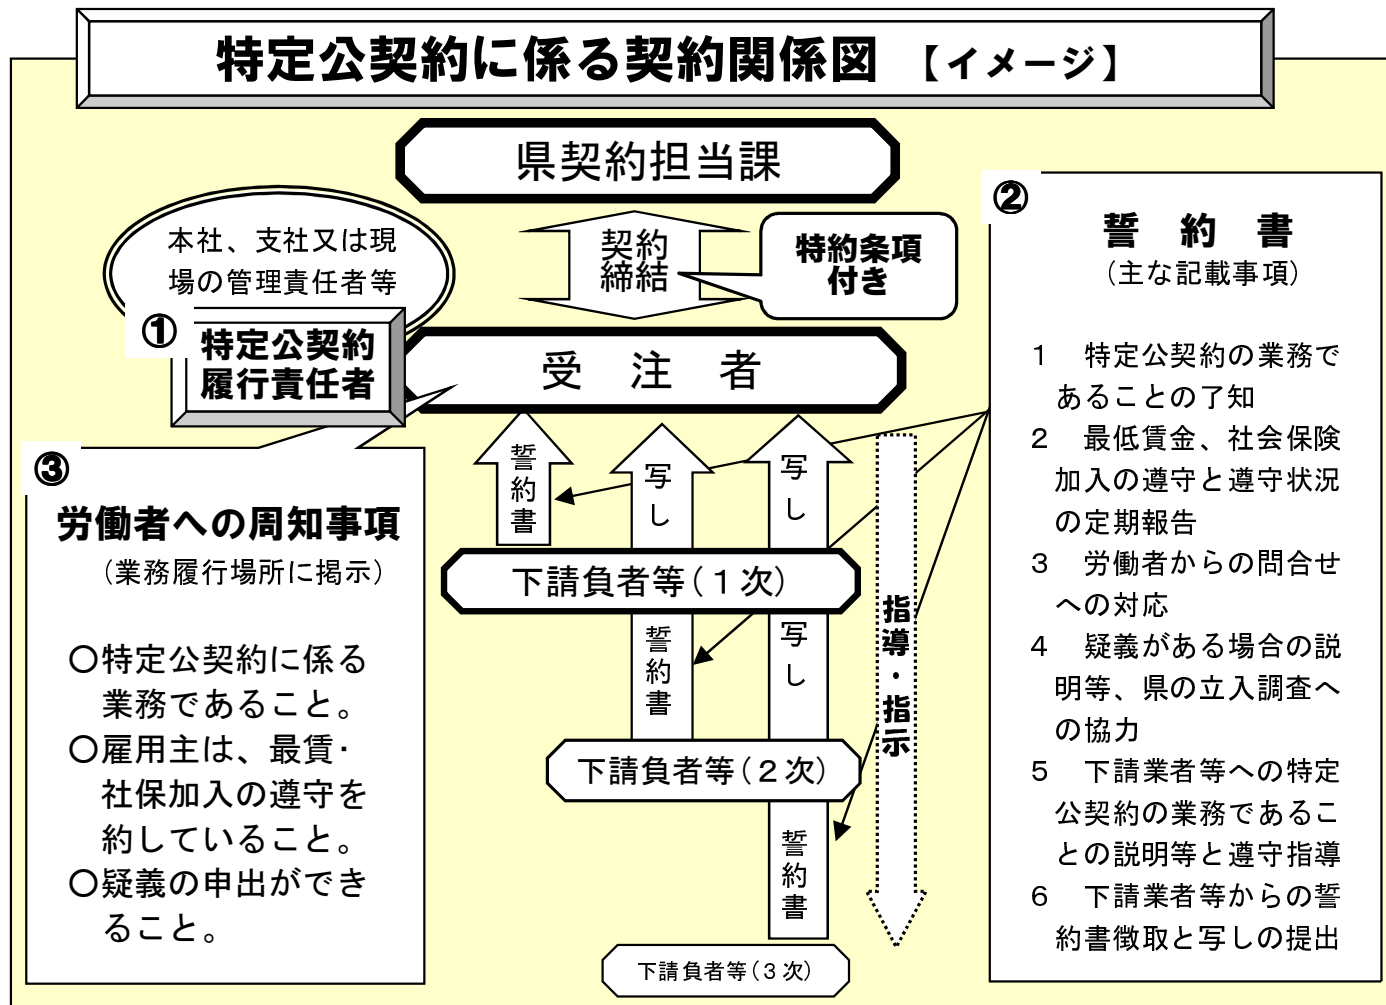 特定公契約に係る契約関係図 【イメージ】
県契約担当課
契約
締結
特約条項
付き
本社、支社又は現
場の管理責任者等
①
特定公契約
履行責任者
受 注 者
③
労働者への周知事項
(業務履行場所に掲示)
○特定公契約に係る
業務であること。
○雇用主は、最賃・
社保加入の遵守を
約していること。
○疑義の申出ができ
ること。
誓約書
写し
写し
下請負者等(1次)
誓約書
写し
下請負者等(2次)
誓約書
下請負者等(3次)
指導・指示
②
誓 約 書
(主な記載事項)
1 特定公契約の業務で
あることの了知
2 最低賃金、社会保険
加入の遵守と遵守状況
の定期報告
3 労働者からの問合せ
への対応
4 疑義がある場合の説
明等、県の立入調査へ
の協力
5 下請業者等への特定
公契約の業務であるこ
との説明等と遵守指導
6 下請業者等からの誓
約書徴取と写しの提出